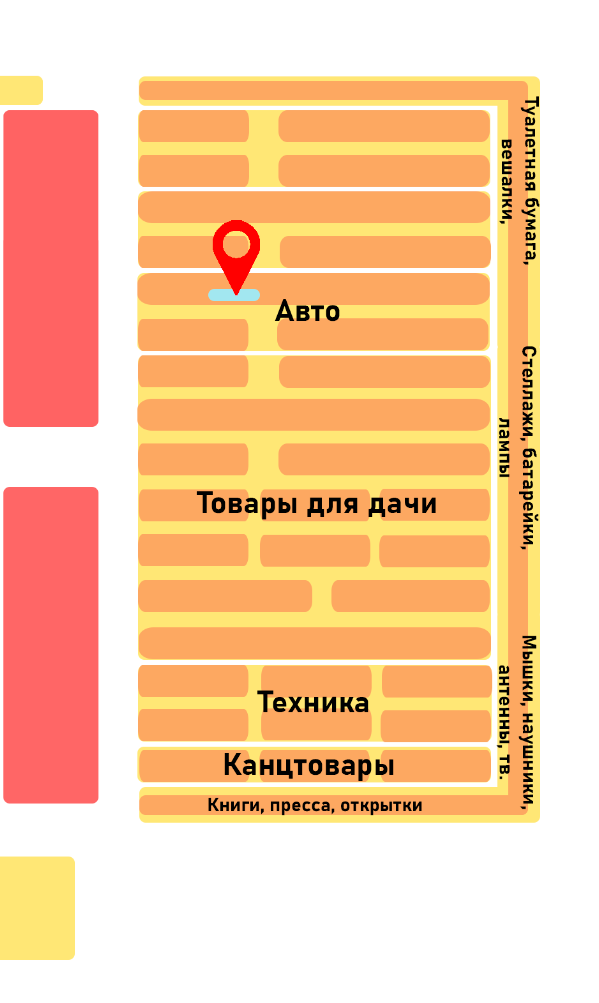 Туалетная бумага,
вешалки,
Авто
Стеллажи, батарейки,
лампы
Товары для дачи
Мышки, наушники,
антенны, тв.
Техника
Канцтовары
Книги, пресса, открытки